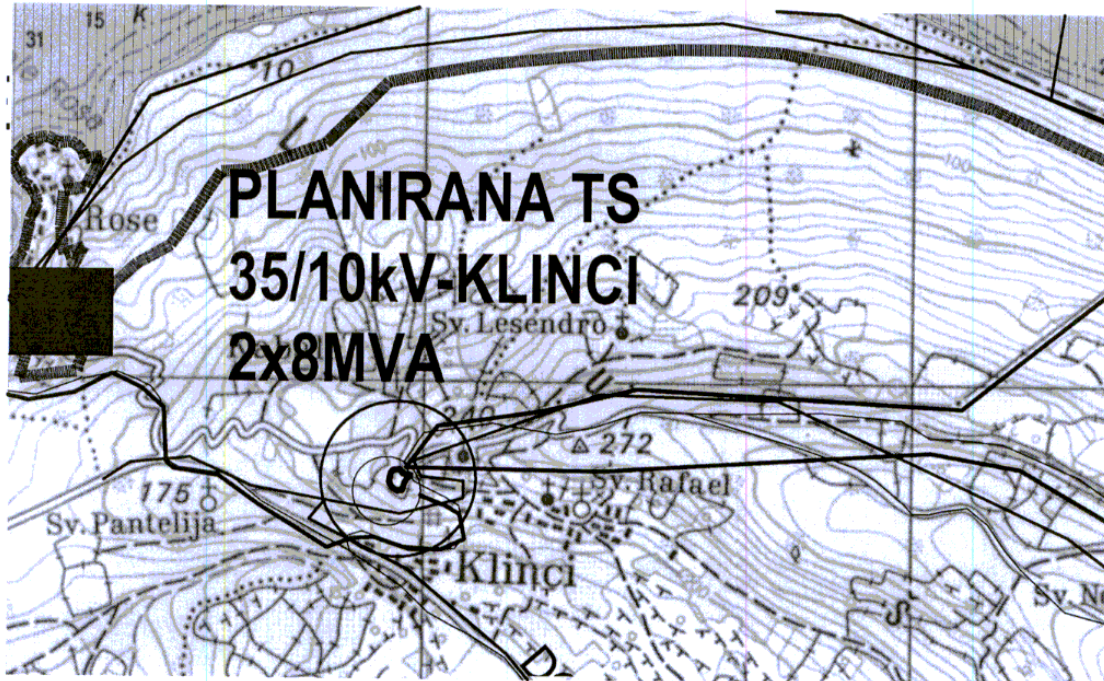 15
k
31
10
L
100
PLANIRANA TS
Rose
100
35/10kV-KLINCI
209
Sv. Lesendro
2x8MVA
U
240
272
Sv. Rafael
175
Sv. Pantelija
Klinci
S
Sv. N